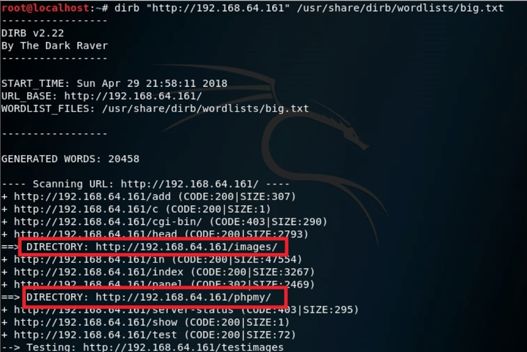 root@localhost:~# dirb "http://192.168.64.161" /usr/share/dirb/wordlists/big.txt
-----------------
DIRB v2.22
By The Dark Raver
-----------------
START_TIME: Sun Apr 29 21:58:11 2018
URL_BASE: http://192.168.64.161/
WORDLIST_FILES: /usr/share/dirb/wordlists/big.txt
-----------------
GENERATED WORDS: 20458
---- Scanning URL: http://192.168.64.161/ ----
+ http://192.168.64.161/add (CODE:200|SIZE:307)
+ http://192.168.64.161/c (CODE:200|SIZE:1)
+ http://192.168.64.161/cgi-bin/ (CODE:403|SIZE:290)
+ http://192.168.64.161/head (CODE:200|SIZE:2793)
==> DIRECTORY: http://192.168.64.161/images/
+ http://192.168.64.161/in (CODE:200|SIZE:47554)
+ http://192.168.64.161/index (CODE:200|SIZE:3267)
+ http://192.168.64.161/panel (CODE:302|SIZE:2469)
==> DIRECTORY: http://192.168.64.161/phpmy/
+ http://192.168.64.161/server-status (CODE:403|SIZE:295)
+ http://192.168.64.161/show (CODE:200|SIZE:1)
+ http://192.168.64.161/test (CODE:200|SIZE:72)
--> Testing: http://192.168.64.161/testimages